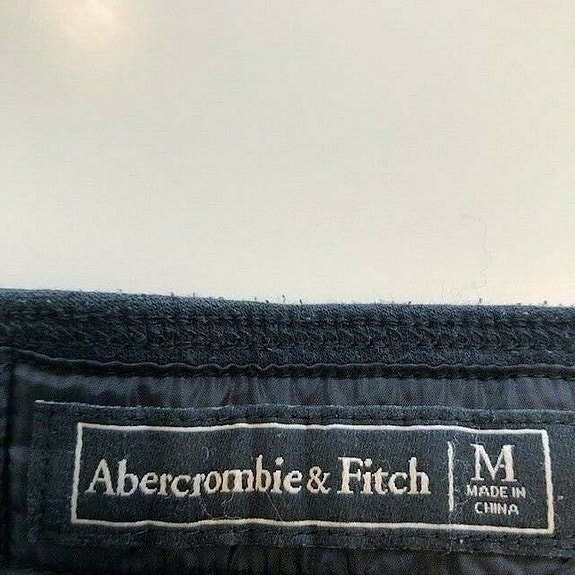 Abercrombie & Fitch
M
MADE IN
CHINA